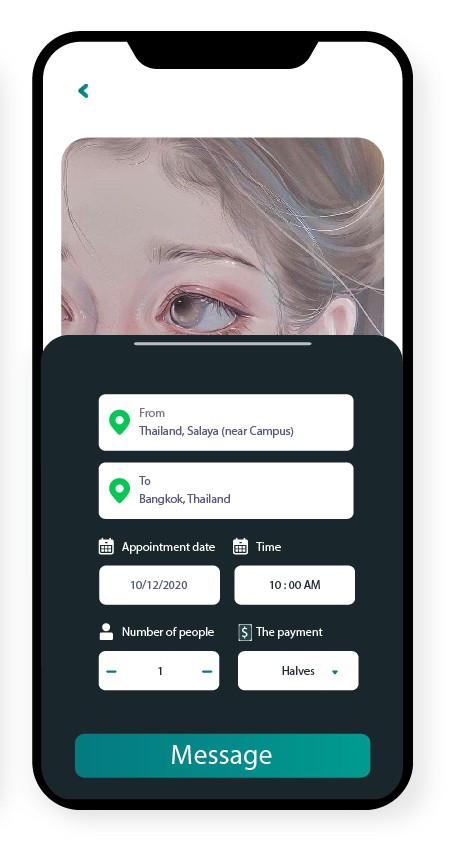 From
Thailand, Salaya (near Campus)
To
Bangkok, Thailand
Appointment date
Time
10/12/2020
10 : 00 AM
Number of people
$ The payment
1
Halves
Message